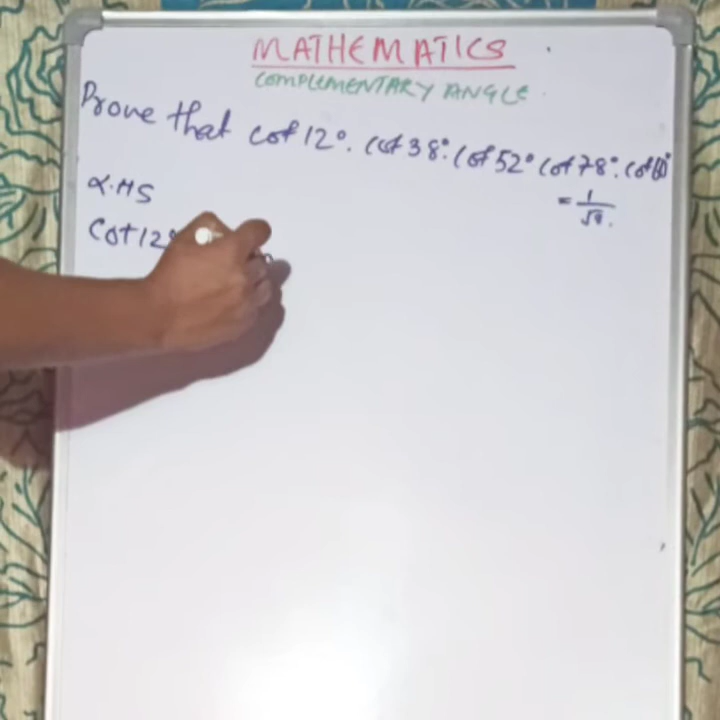 MATHEMATICS
COMPLEMENTARY ANGLE
Prove that cot 12°. cot 38°. cot 52° cot 78°. cot 60°
= 1/√3.
L.HS
Cot 12°